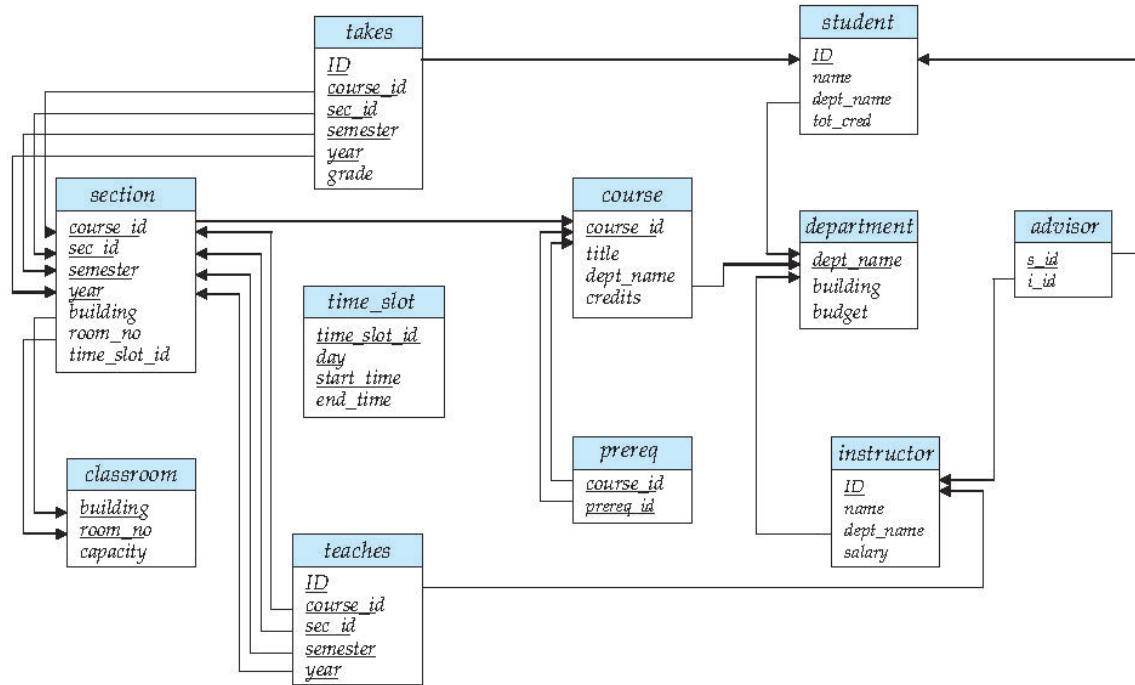 takes
ID
course_id
sec_id
semester
year
grade
student
ID
name
dept_name
tot_cred
section
course_id
sec_id
semester
year
building
room_no
time_slot_id
course
course_id
title
dept_name
credits
department
dept_name
building
budget
advisor
s_id
i_id
time_slot
time_slot_id
day
start_time
end_time
prereq
course_id
prereq_id
instructor
ID
name
dept_name
salary
classroom
building
room_no
capacity
teaches
ID
course_id
sec_id
semester
year